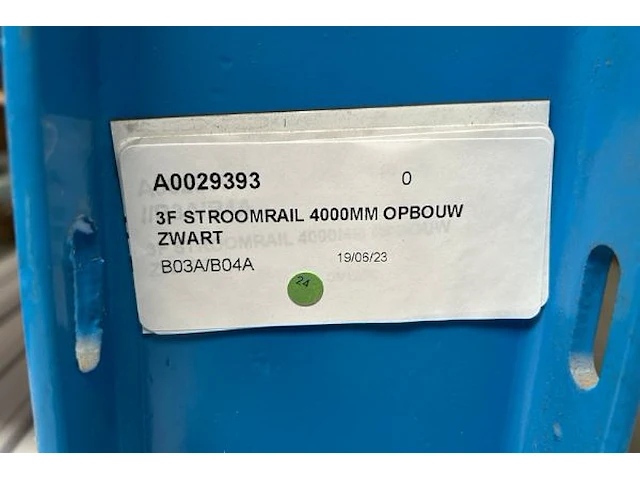 A0029393 0
3F STROOMRAIL 4000MM OPBOUW
ZWART
B03A/B04A 19/06/23
24